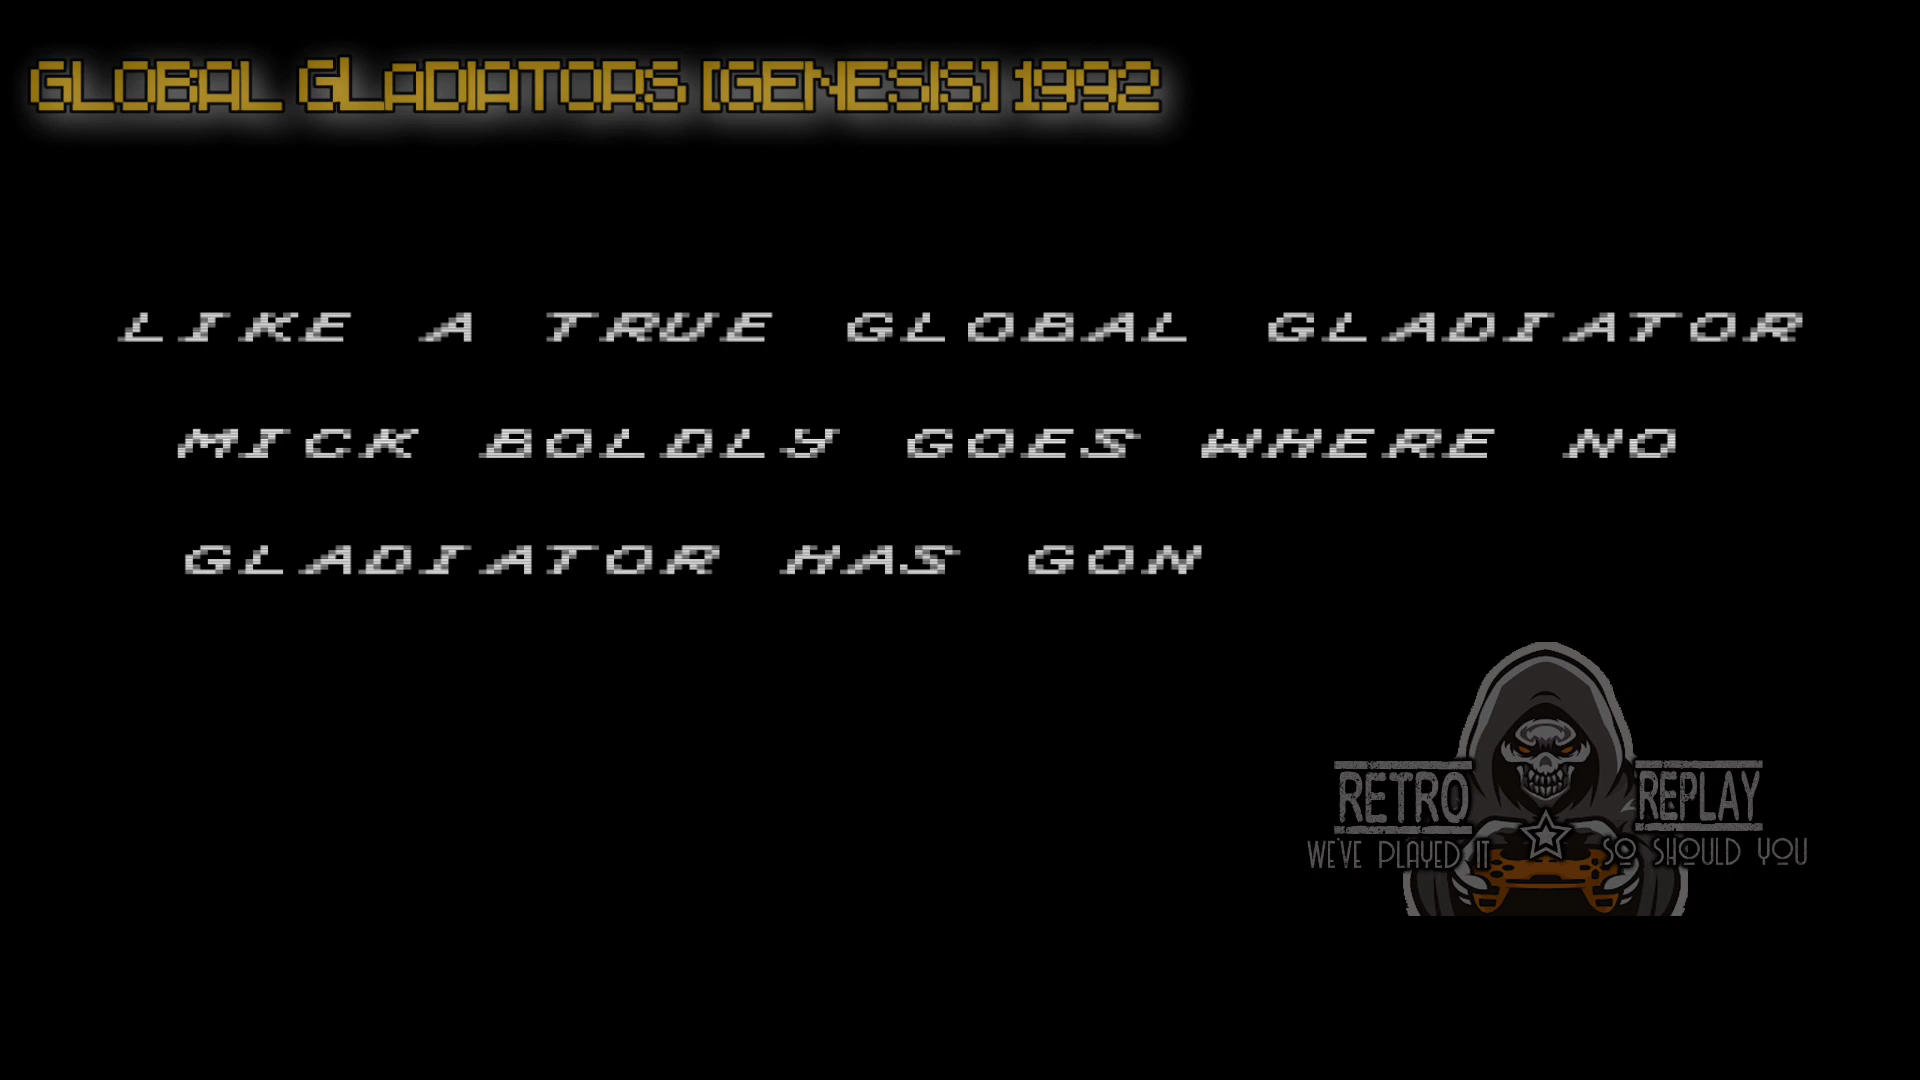 GLOBAL GLADIATORS [GENESIS] 1992
LIKE A TRUE GLOBAL GLADIATOR
MICK BOLDLY GOES WHERE NO
GLADIATOR HAS GON
RETRO REPLAY
WE'VE PLAYED IT SO SHOULD YOU